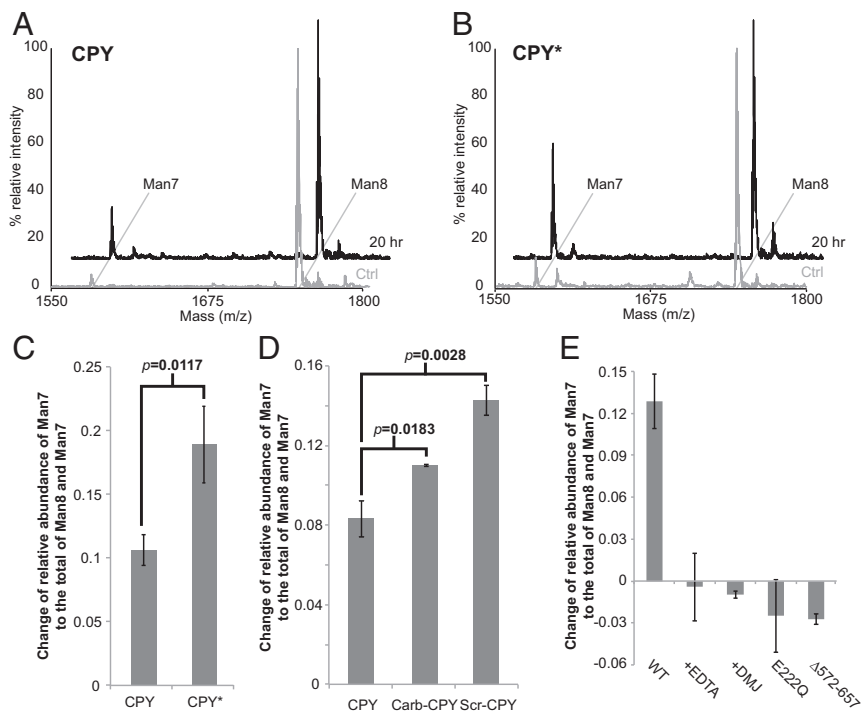 A
CPY
100
80
60
40
20
0
% relative intensity
Man7
Man8
20 hr
Ctrl
1550
1675
1800
Mass (m/z)
B
CPY*
100
80
60
40
20
0
% relative intensity
Man7
Man8
20 hr
Ctrl
1550
1675
1800
Mass (m/z)
C
Change of relative abundance of Man7
to the total of Man8 and Man7
0.25
0.2
0.15
0.1
0.05
0
p=0.0117
CPY
CPY*
D
Change of relative abundance of Man7
to the total of Man8 and Man7
0.16
0.12
0.08
0.04
0
p=0.0028
p=0.0183
CPY
Carb-CPY
Scr-CPY
E
Change of relative abundance of Man7
to the total of Man8 and Man7
0.15
0.12
0.09
0.06
0.03
0
-0.03
-0.06
WT
+EDTA
+DMJ
E222Q
Δ572-657